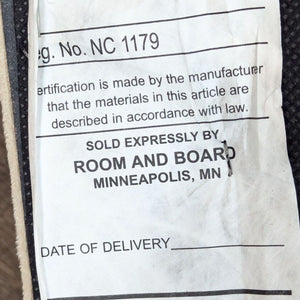 eg. No. NC 1179
ertification is made by the manufacturer
that the materials in this article are
described in accordance with law.
SOLD EXPRESSLY BY
ROOM AND BOARD
MINNEAPOLIS, MN
DATE OF DELIVERY